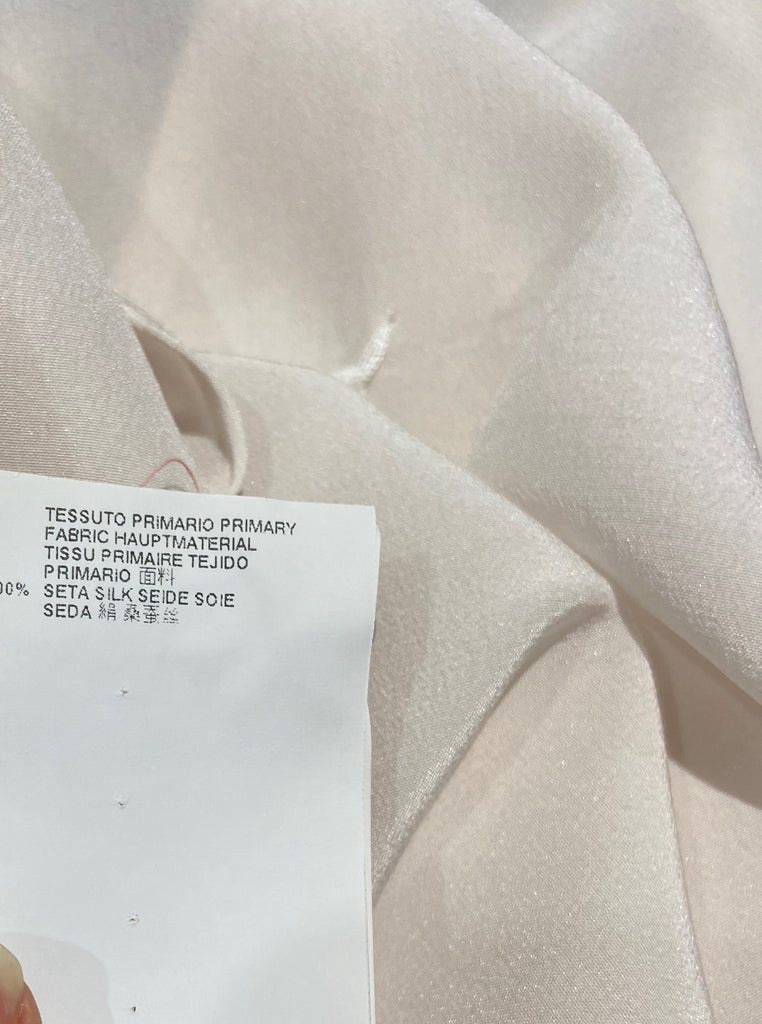 TESSUTO PRIMARIO PRIMARY
FABRIC HAUPTMATERIAL
TISSU PRIMAIRE TEJIDO
PRIMARIO 面料
00% SETA SILK SEIDE SOIE
SEDA 絹 桑蚕丝